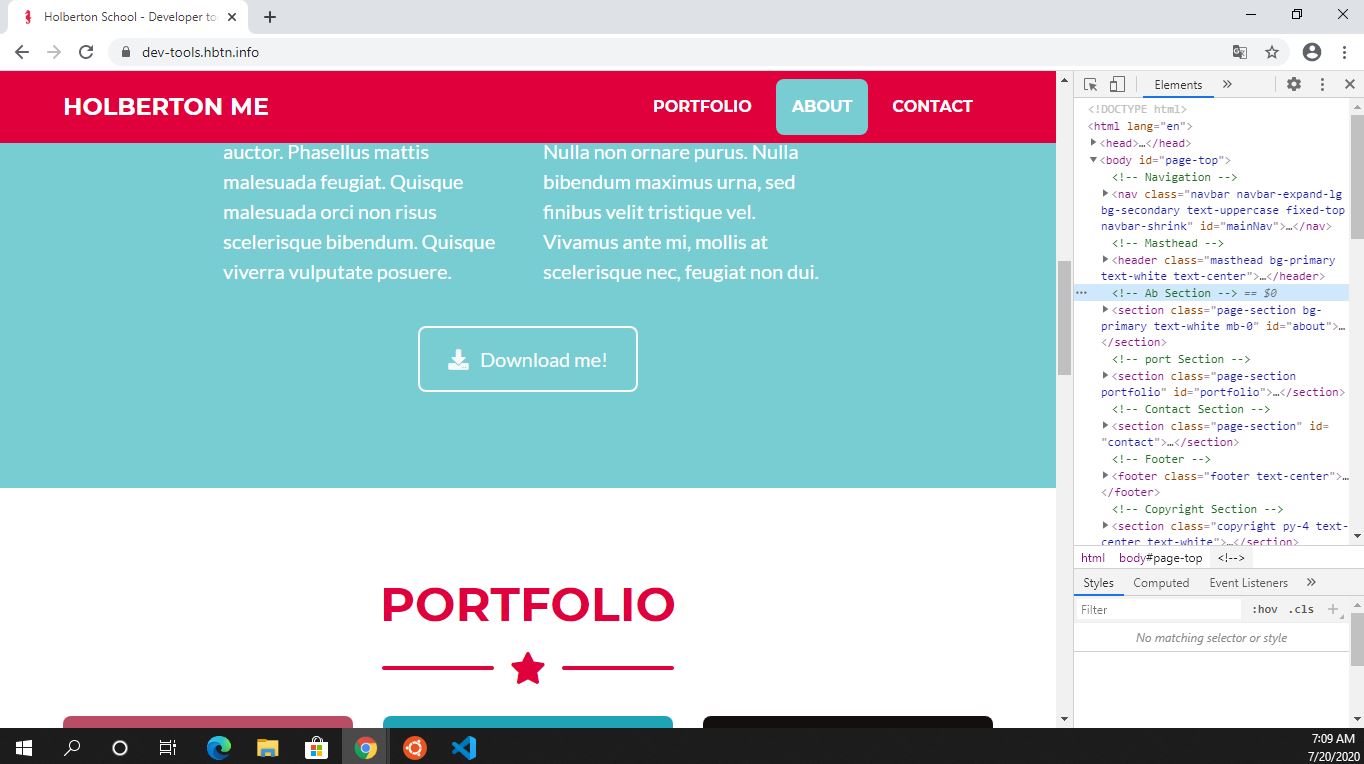 Holberton School - Developer to
dev-tools.hbtn.info
HOLBERTON ME
PORTFOLIO
ABOUT
CONTACT
auctor. Phasellus mattis
malesuada feugiat. Quisque
malesuada orci non risus
scelerisque bibendum. Quisque
viverra vulputate posuere.
Nulla non ornare purus. Nulla
bibendum maximus urna, sed
finibus velit tristique vel.
Vivamus ante mi, mollis at
scelerisque nec, feugiat non dui.
Download me!
PORTFOLIO
Elements
<!DOCTYPE html>
<html lang="en">
<head>…</head>
<body id="page-top">
<!-- Navigation -->
<nav class="navbar navbar-expand-lg
bg-secondary text-uppercase fixed-top
navbar-shrink" id="mainNav">…</nav>
<!-- Masthead -->
<header class="masthead bg-primary
text-white text-center">…</header>
<!-- Ab Section --> == $0
<section class="page-section bg-
primary text-white mb-0" id="about">…
</section>
<!-- port Section -->
<section class="page-section
portfolio" id="portfolio">…</section>
<!-- Contact Section -->
<section class="page-section" id=
"contact">…</section>
<!-- Footer -->
<footer class="footer text-center">…
</footer>
<!-- Copyright Section -->
<section class="copyright py-4 text-
center text-white">…</section>
html body#page-top <!-->
Styles Computed Event Listeners
Filter :hov .cls
No matching selector or style
7:09 AM
7/20/2020